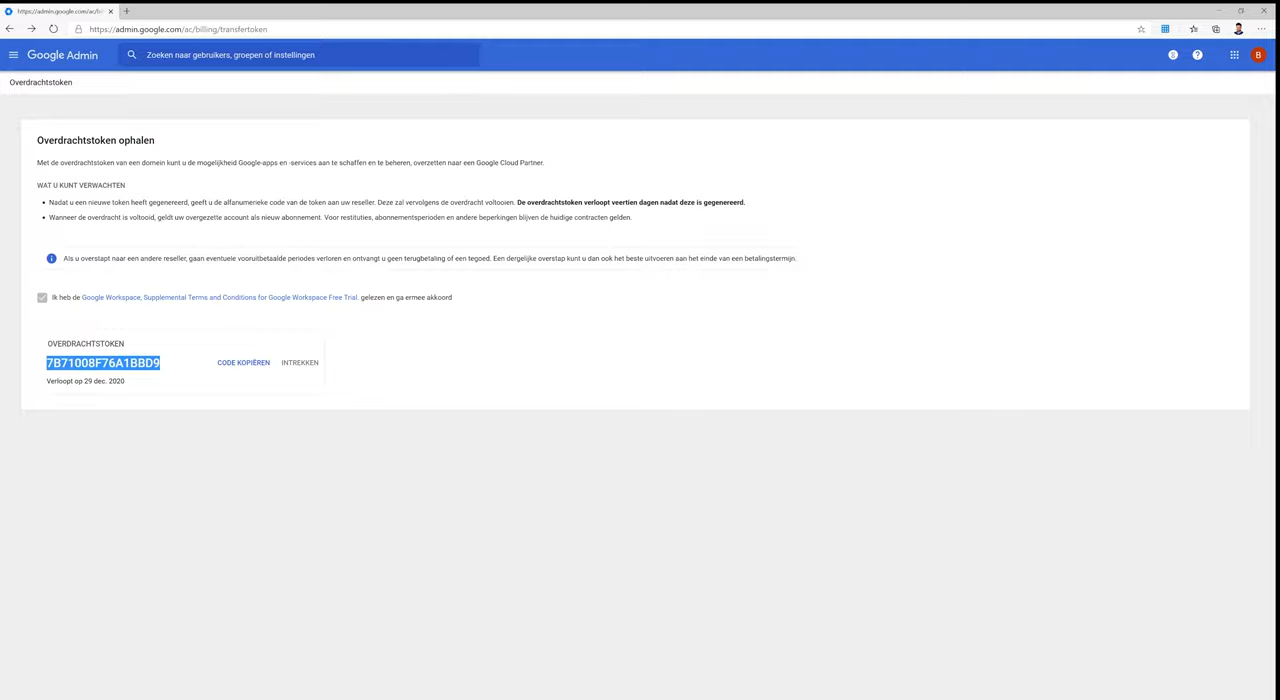 https://admin.google.com/ac/bi
https://admin.google.com/ac/billing/transfertoken
Google Admin
Zoeken naar gebruikers, groepen of instellingen
B
Overdrachtstoken
Overdrachtstoken ophalen
Met de overdrachtstoken van een domein kunt u de mogelijkheid Google-apps en -services aan te schaffen en te beheren, overzetten naar een Google Cloud Partner.
WAT U KUNT VERWACHTEN
• Nadat u een nieuwe token heeft gegenereerd, geeft u de alfanumerieke code van de token aan uw reseller. Deze zal vervolgens de overdracht voltooien. De overdrachtstoken verloopt veertien dagen nadat deze is gegenereerd.
• Wanneer de overdracht is voltooid, geldt uw overgezette account als nieuw abonnement. Voor restituties, abonnementsperioden en andere beperkingen blijven de huidige contracten gelden.
Als u overstapt naar een andere reseller, gaan eventuele vooruitbetaalde periodes verloren en ontvangt u geen terugbetaling of een tegoed. Een dergelijke overstap kunt u dan ook het beste uitvoeren aan het einde van een betalingstermijn.
Ik heb de Google Workspace, Supplemental Terms and Conditions for Google Workspace Free Trial. gelezen en ga ermee akkoord
OVERDRACHTSTOKEN
7B71008F76A1BBD9 CODE KOPIËREN INTREKKEN
Verloopt op 29 dec. 2020